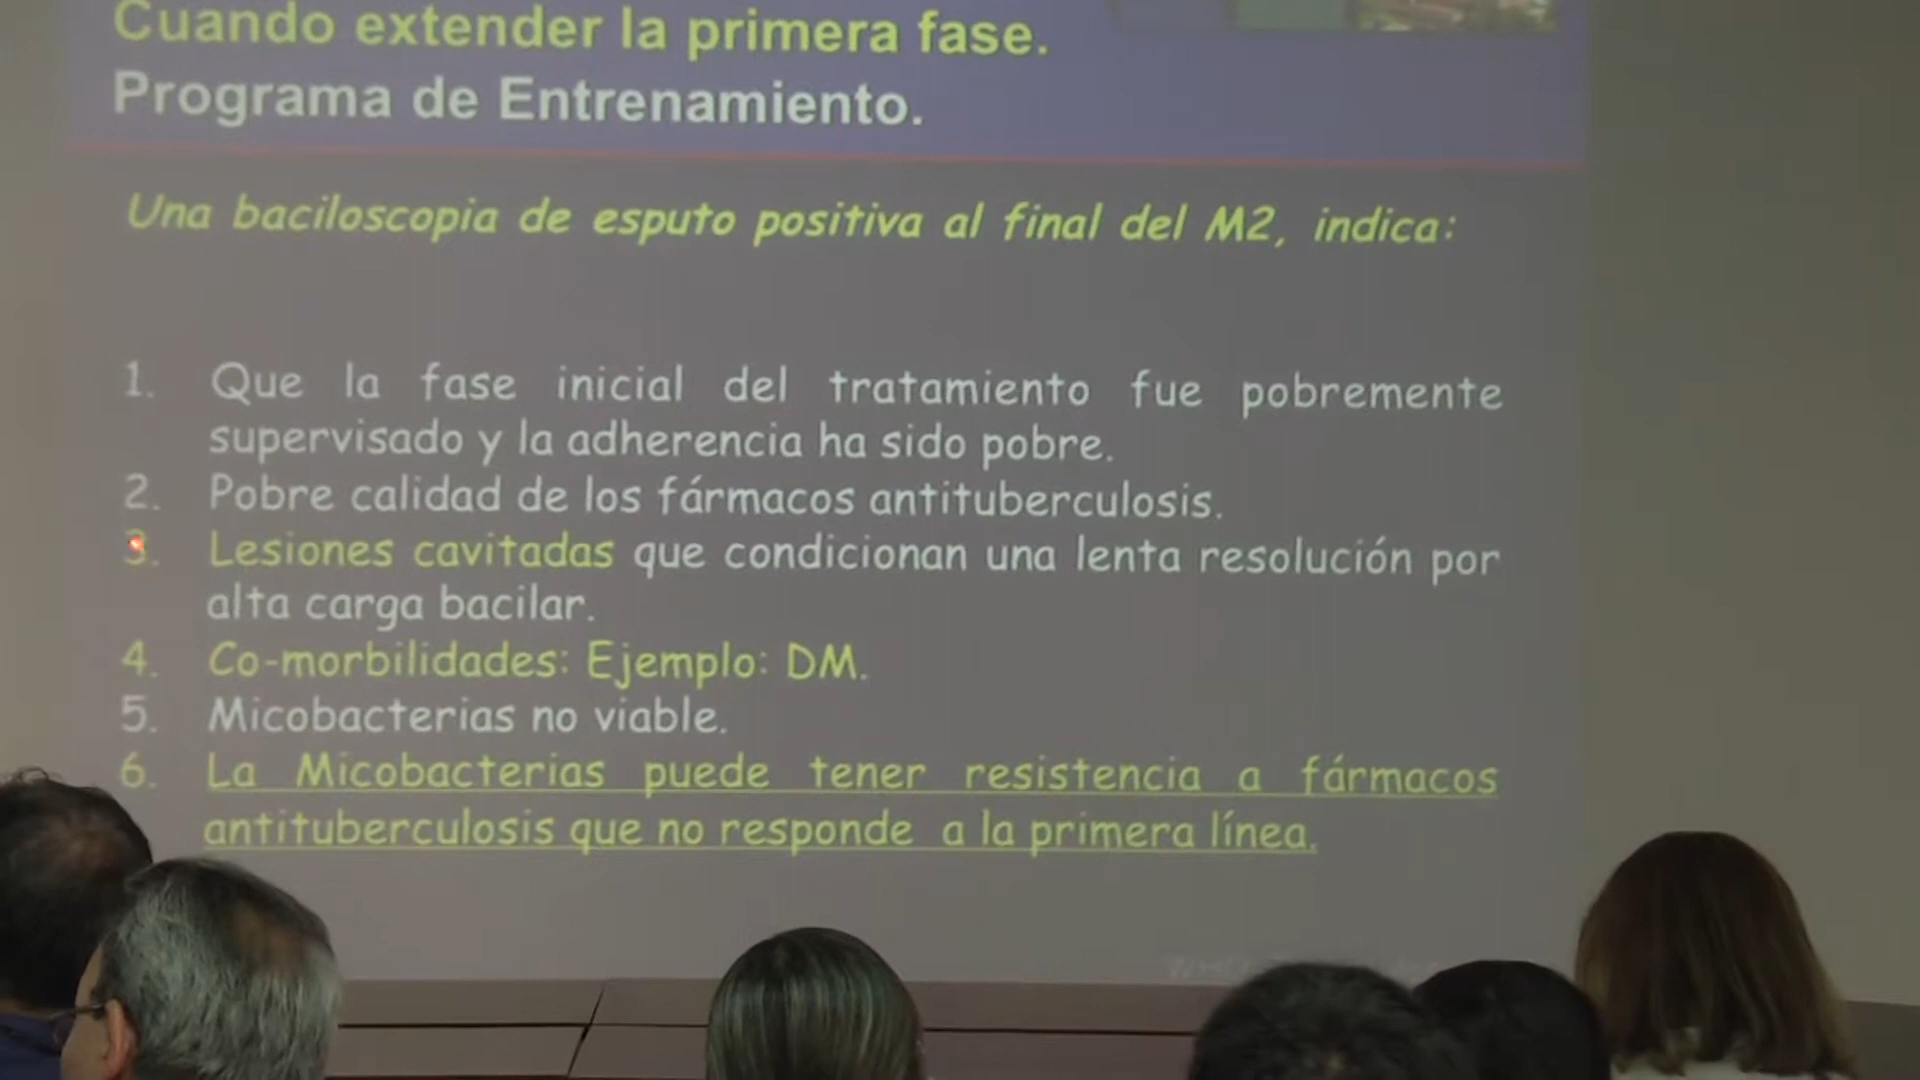 Cuando extender la primera fase.
Programa de Entrenamiento.
Una baciloscopia de esputo positiva al final del M2, indica:
1. Que la fase inicial del tratamiento fue pobremente
supervisado y la adherencia ha sido pobre.
2. Pobre calidad de los fármacos antituberculosis.
3. Lesiones cavitadas que condicionan una lenta resolución por
alta carga bacilar.
4. Co-morbilidades: Ejemplo: DM.
5. Micobacterias no viable.
6. La Micobacterias puede tener resistencia a fármacos
antituberculosis que no responde a la primera línea.